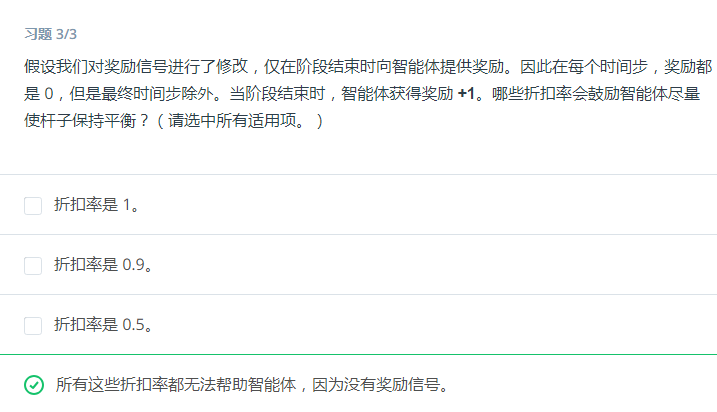 习题 3/3
假设我们对奖励信号进行了修改，仅在阶段结束时向智能体提供奖励。因此在每个时间步，奖励都
是 0，但是最终时间步除外。当阶段结束时，智能体获得奖励 +1。哪些折扣率会鼓励智能体尽量
使杆子保持平衡？（请选中所有适用项。）
折扣率是 1。
折扣率是 0.9。
折扣率是 0.5。
所有这些折扣率都无法帮助智能体，因为没有奖励信号。